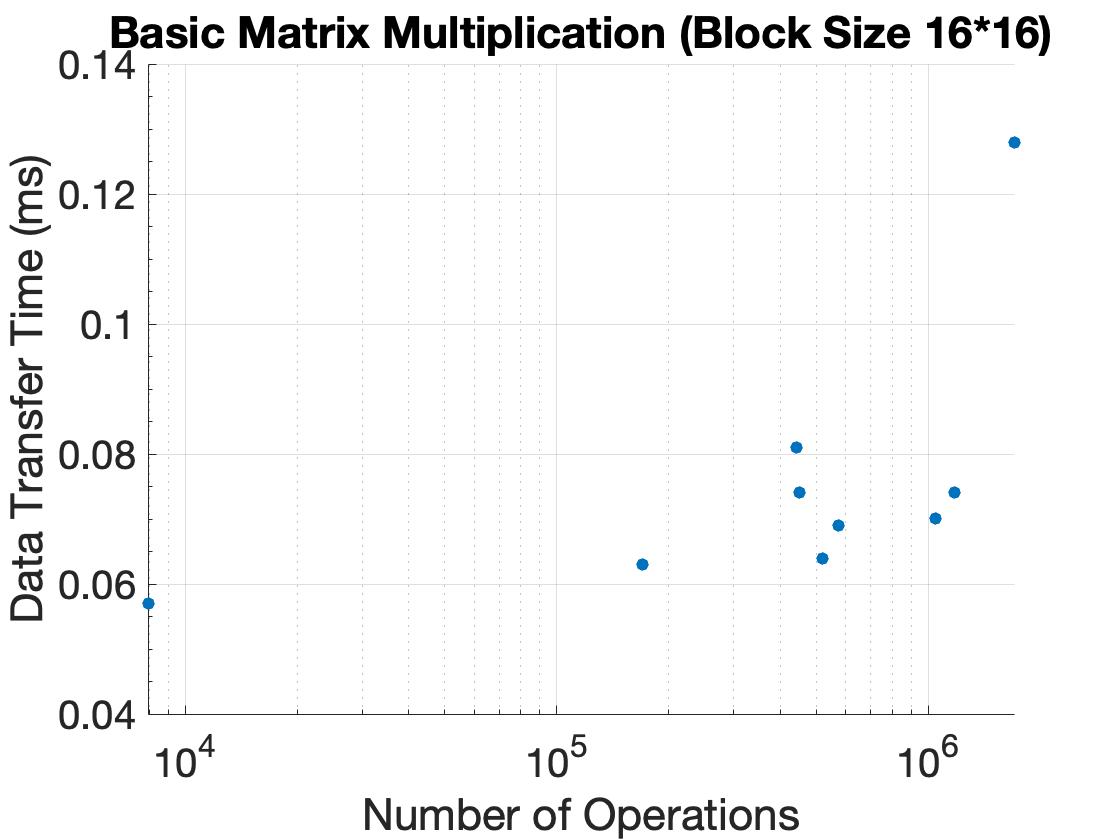 Basic Matrix Multiplication (Block Size 16*16)
0.14
0.12
0.1
0.08
0.06
0.04
Data Transfer Time (ms)
10^4 10^5 10^6
Number of Operations